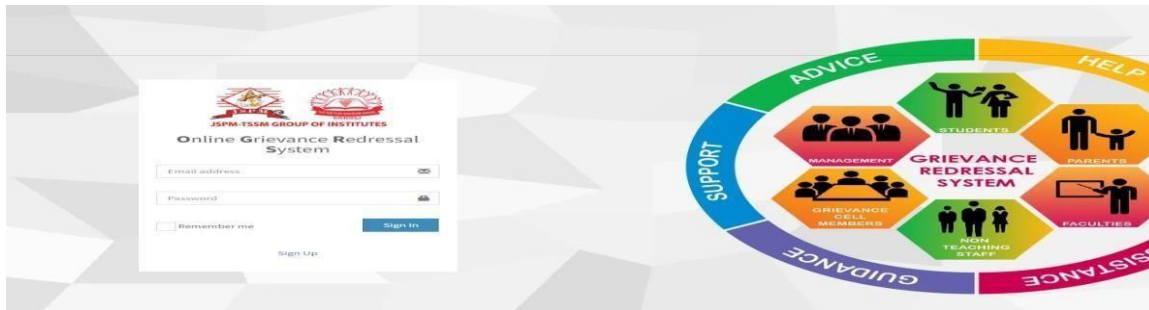 JSPM-TSSM GROUP OF INSTITUTES
Online Grievance Redressal
System
Email address
Password
Remember me
Sign In
Sign Up
ADVICE
HELP
SUPPORT
GUIDANCE
SISTANCE
STUDENTS
MANAGEMENT
PARENTS
GRIEVANCE
REDRESSAL
SYSTEM
GRIEVANCE
CELL
MEMBERS
FACULTIES
NON
TEACHING
STAFF